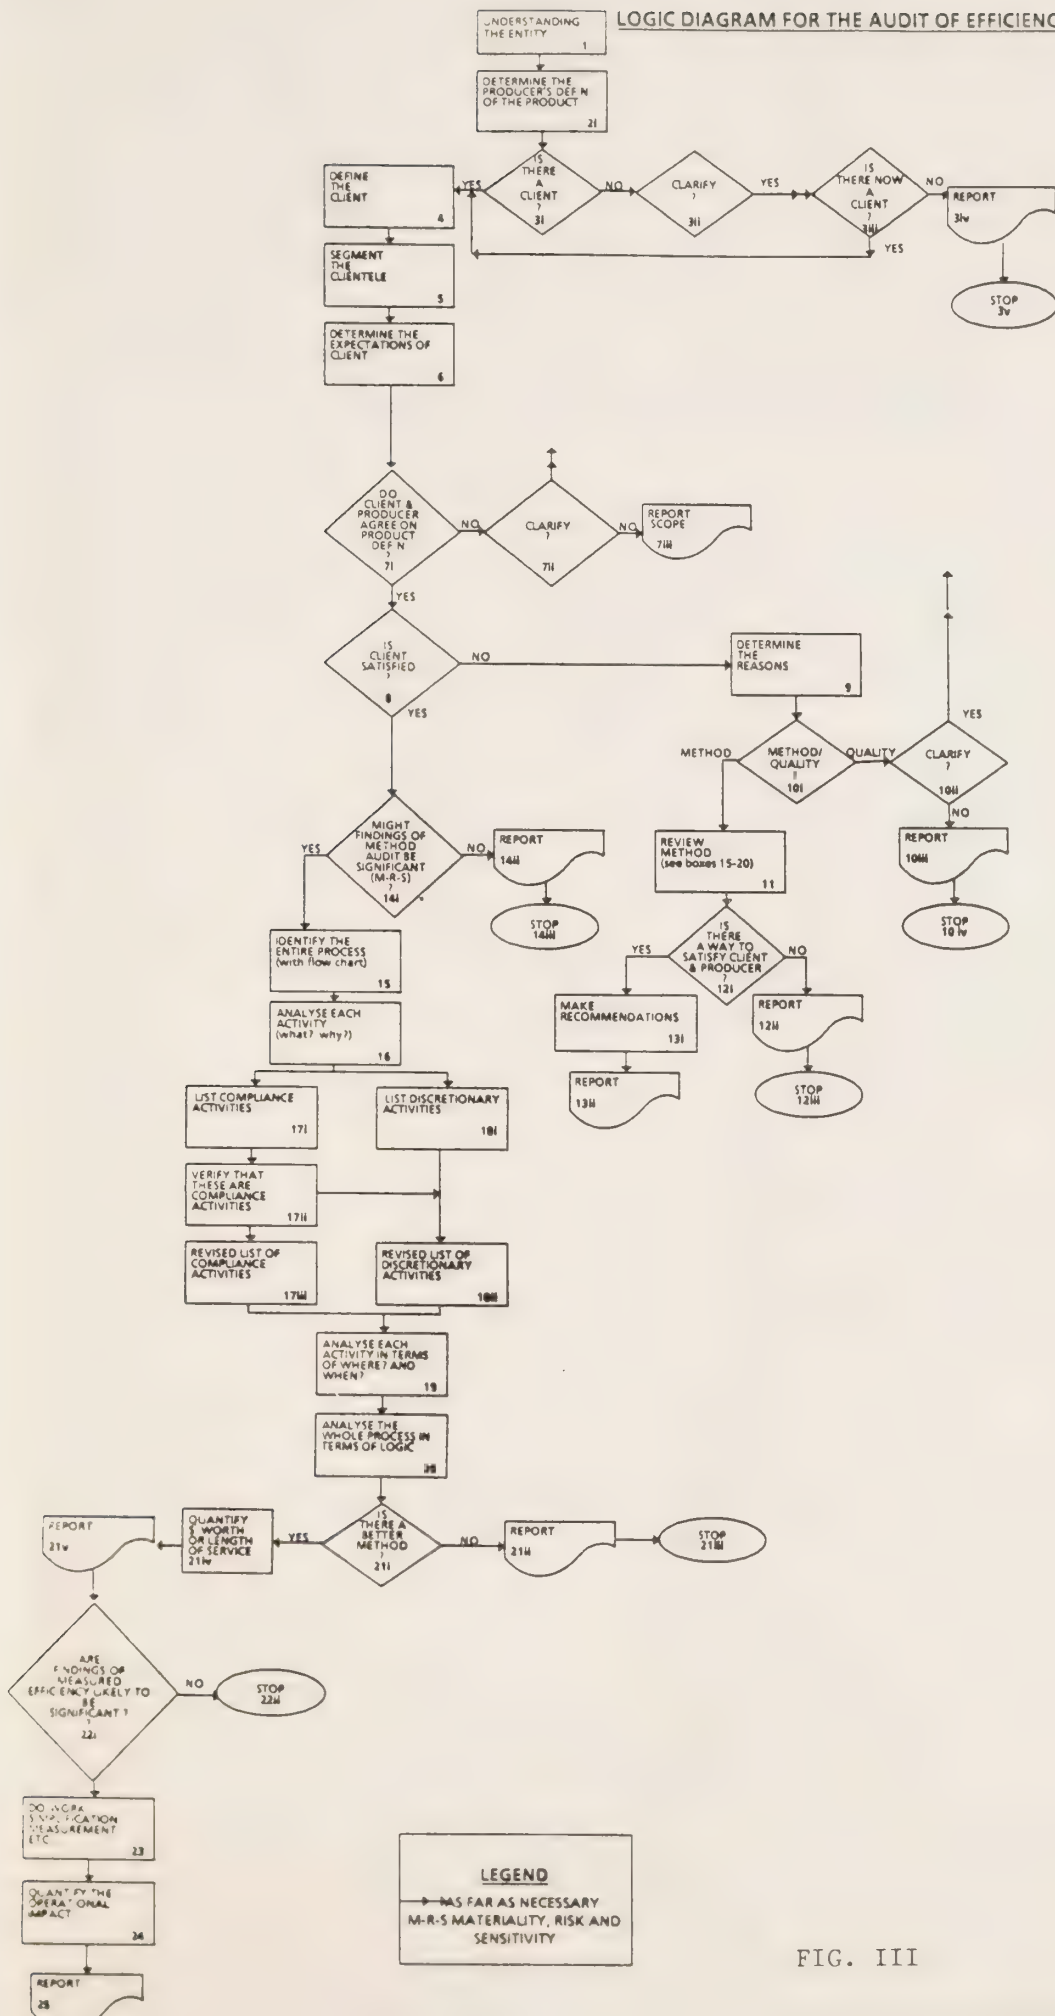 LOGIC DIAGRAM FOR THE AUDIT OF EFFICIENC
UNDERSTANDING
THE ENTITY
1
DETERMINE THE
PRODUCER'S DEF'N
OF THE PRODUCT
2i
IS
THERE
A
CLIENT
?
3i
YES
NO
CLARIFY
?
3ii
YES
IS
THERE NOW
A
CLIENT
?
3iii
NO
YES
REPORT
3iv
STOP
3v
DEFINE
THE
CLIENT
4
SEGMENT
THE
CLIENTELE
5
DETERMINE THE
EXPECTATIONS OF
CLIENT
6
DO
CLIENT &
PRODUCER
AGREE ON
PRODUCT
DEF'N
?
7i
NO
CLARIFY
?
7ii
NO
REPORT
SCOPE
7iii
YES
IS
CLIENT
SATISFIED
?
8
NO
YES
DETERMINE
THE
REASONS
9
METHOD
METHOD/
QUALITY
?
10i
QUALITY
CLARIFY
?
10ii
YES
NO
REPORT
10iii
STOP
10 iv
REVIEW
METHOD
(see boxes 15-20)
11
IS
THERE
A WAY TO
SATISFY CLIENT
& PRODUCER
?
12i
YES
NO
MAKE
RECOMMENDATIONS
13i
REPORT
13ii
REPORT
12ii
STOP
12iii
MIGHT
FINDINGS OF
METHOD
AUDIT BE
SIGNIFICANT
(M-R-S)
?
14i
YES
NO
REPORT
14ii
STOP
14iii
IDENTIFY THE
ENTIRE PROCESS
(with flow chart)
15
ANALYSE EACH
ACTIVITY
(what? why?)
16
LIST COMPLIANCE
ACTIVITIES
17i
LIST DISCRETIONARY
ACTIVITIES
18i
VERIFY THAT
THESE ARE
COMPLIANCE
ACTIVITIES
17ii
REVISED LIST OF
COMPLIANCE
ACTIVITIES
17iii
REVISED LIST OF
DISCRETIONARY
ACTIVITIES
18ii
ANALYSE EACH
ACTIVITY IN TERMS
OF WHERE? AND
WHEN?
19
ANALYSE THE
WHOLE PROCESS IN
TERMS OF LOGIC
20
IS
THERE A
BETTER
METHOD
?
21i
YES
NO
REPORT
21ii
STOP
21iii
QUANTIFY
$ WORTH
OR LENGTH
OF SERVICE
21iv
REPORT
21v
ARE
FINDINGS OF
MEASURED
EFFICIENCY LIKELY TO
BE
SIGNIFICANT ?
?
22i
NO
STOP
22ii
DO WORK
SIMPLIFICATION
MEASUREMENT
ETC
23
QUANTIFY THE
OPERATIONAL
IMPACT
24
REPORT
25
LEGEND
AS FAR AS NECESSARY
M-R-S MATERIALITY, RISK AND
SENSITIVITY
FIG. III